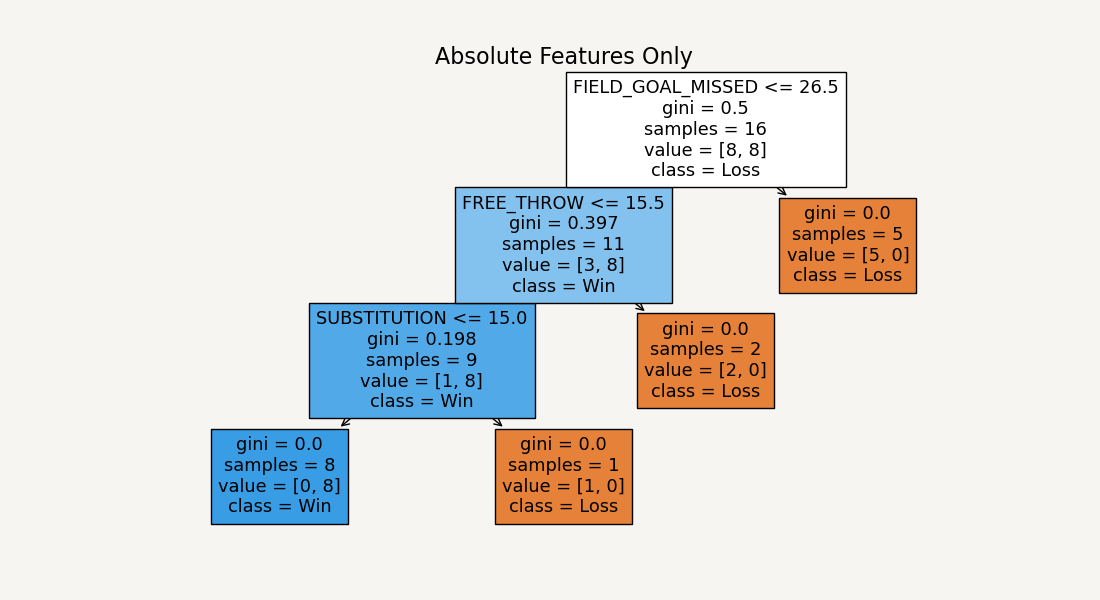 Absolute Features Only
FIELD_GOAL_MISSED <= 26.5
gini = 0.5
samples = 16
value = [8, 8]
class = Loss
FREE_THROW <= 15.5
gini = 0.397
samples = 11
value = [3, 8]
class = Win
gini = 0.0
samples = 5
value = [5, 0]
class = Loss
SUBSTITUTION <= 15.0
gini = 0.198
samples = 9
value = [1, 8]
class = Win
gini = 0.0
samples = 2
value = [2, 0]
class = Loss
gini = 0.0
samples = 8
value = [0, 8]
class = Win
gini = 0.0
samples = 1
value = [1, 0]
class = Loss